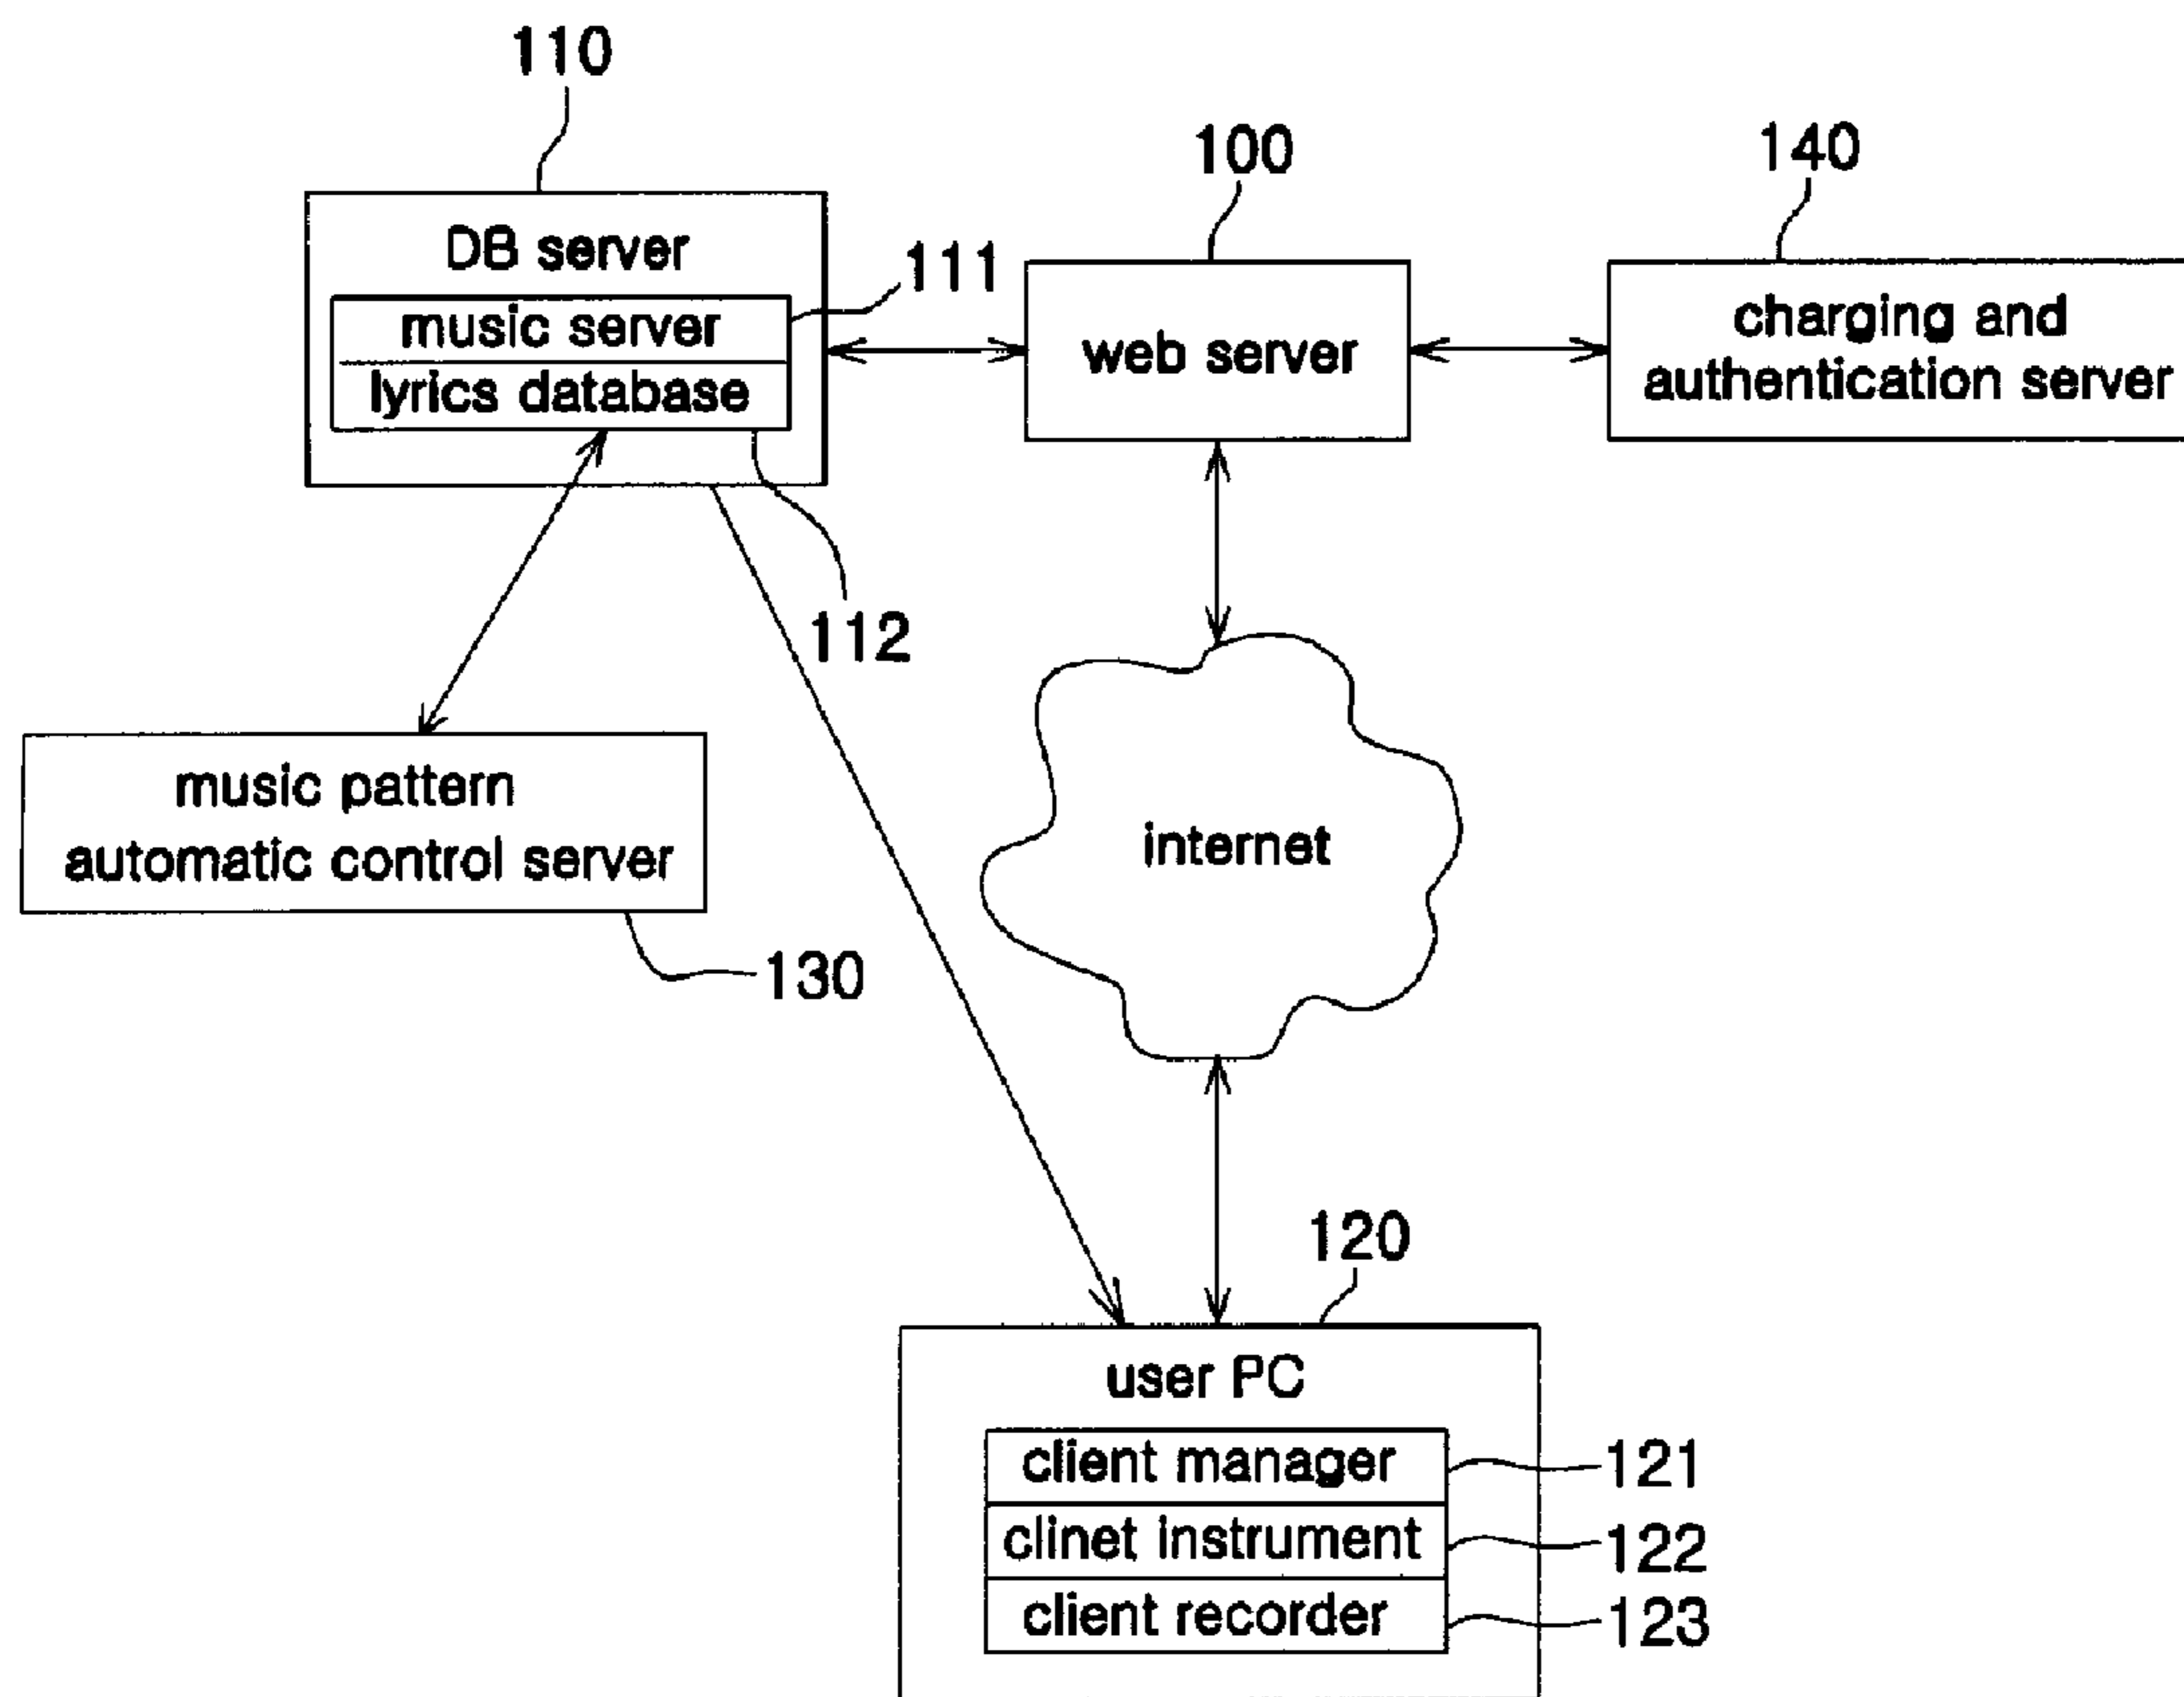 110
100
140
DB server
111
music server
lyrics database
web server
charging and
authentication server
112
music pattern
automatic control server
internet
130
120
user PC
client manager
121
clinet instrument
122
client recorder
123